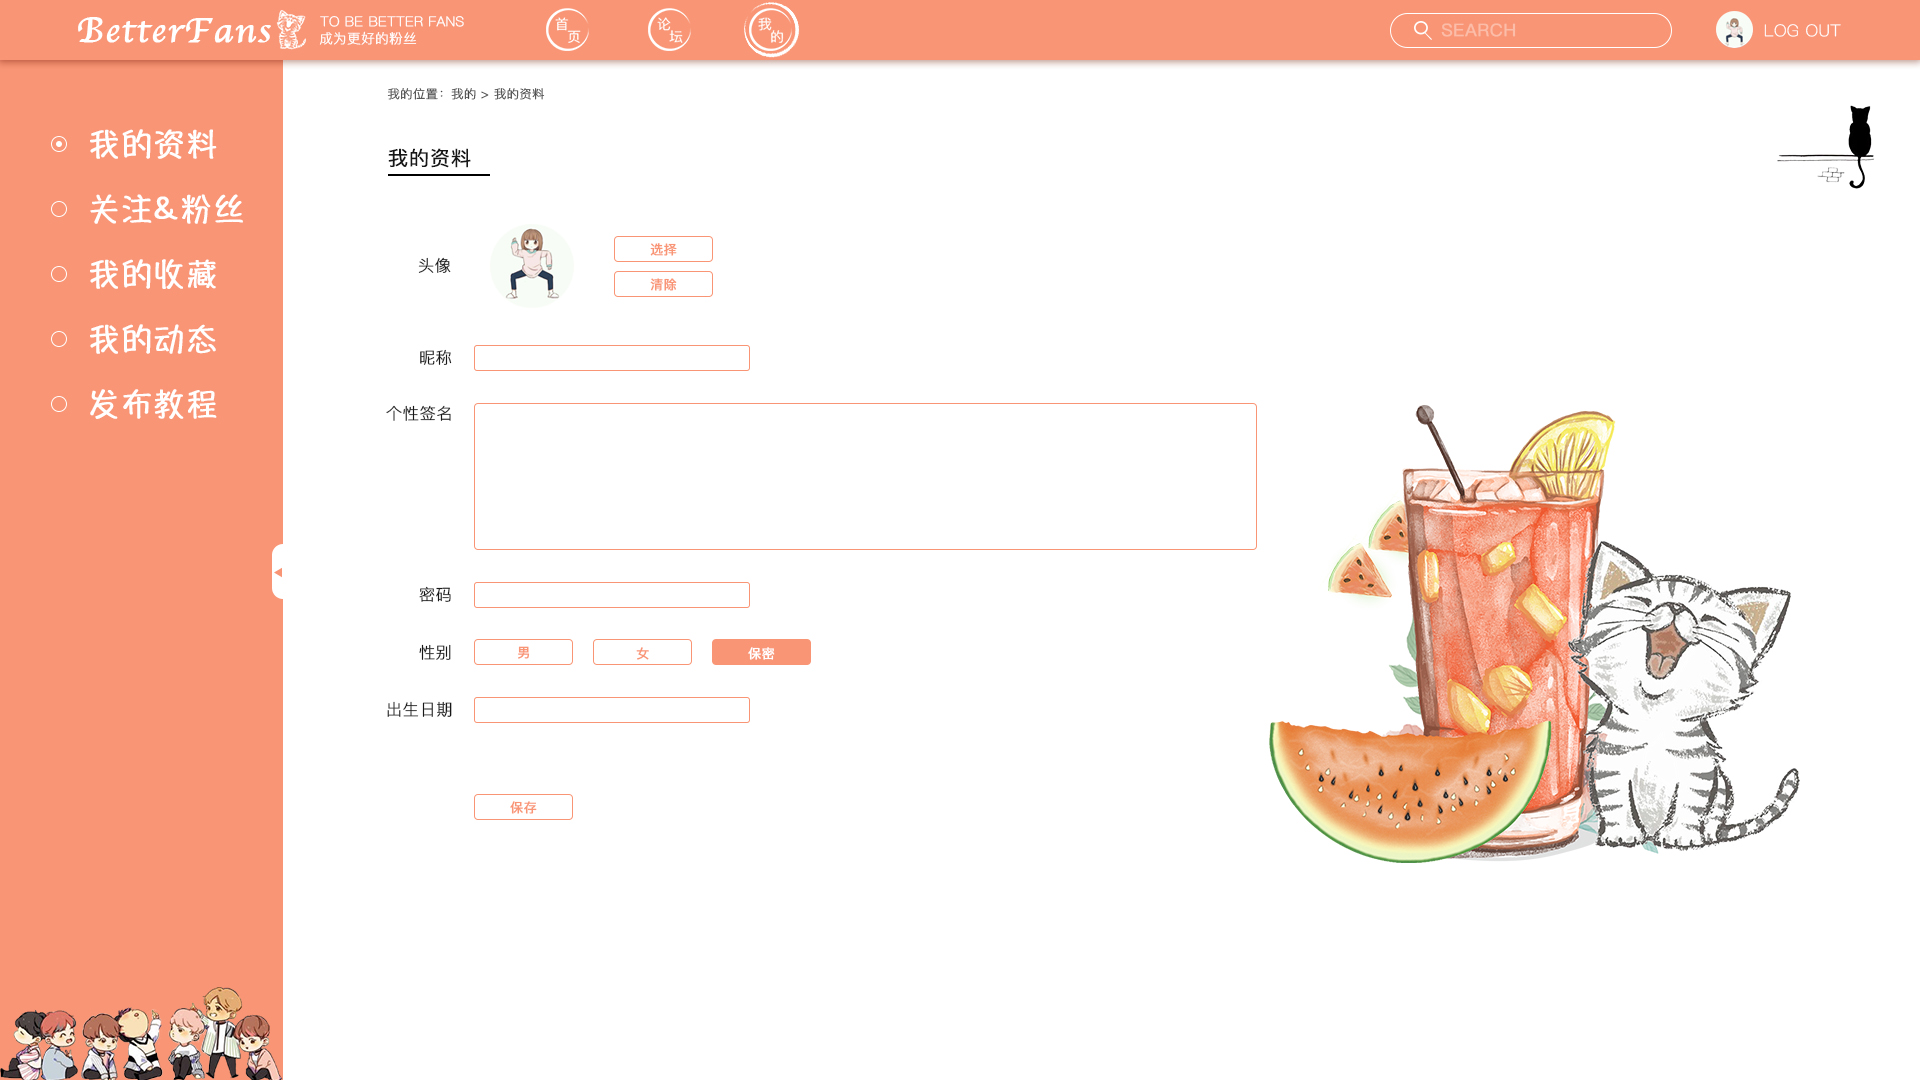 BetterFans
TO BE BETTER FANS
成为更好的粉丝
首页
论坛
我的
SEARCH
LOG OUT
我的资料
关注&粉丝
我的收藏
我的动态
发布教程
我的位置：我的 > 我的资料
我的资料
头像
选择
清除
昵称
个性签名
密码
性别
男
女
保密
出生日期
保存